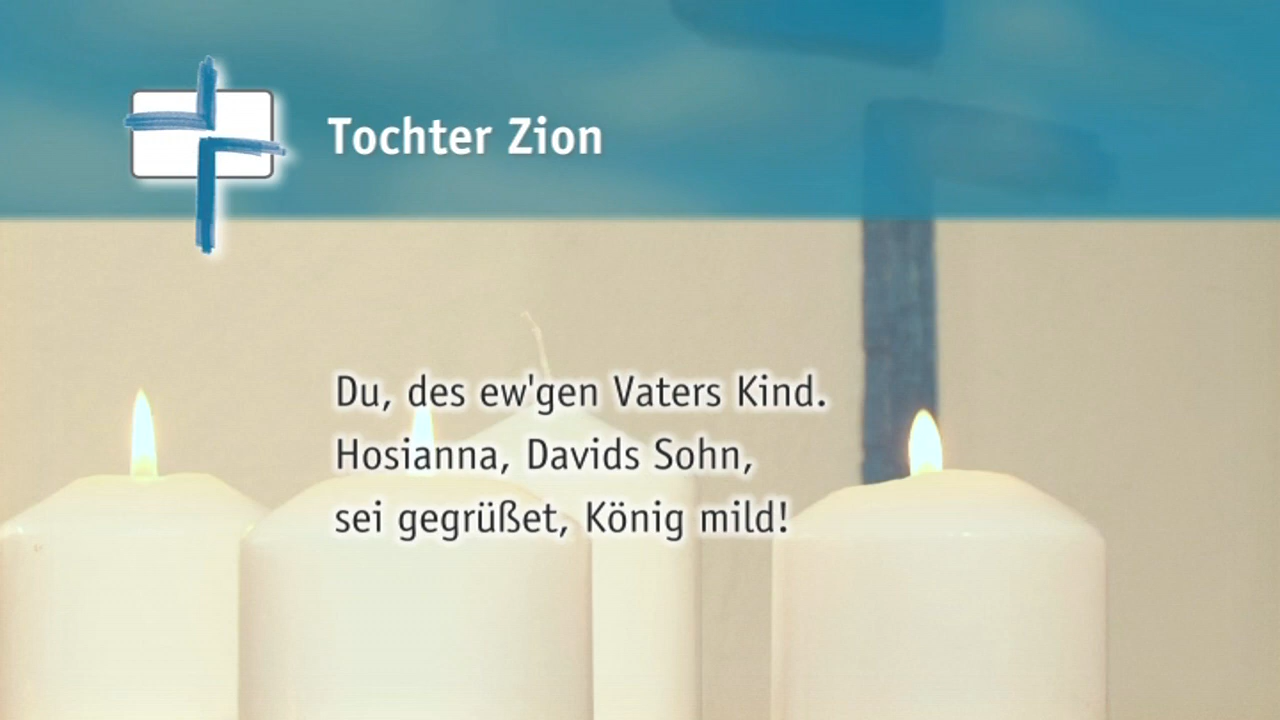 Tochter Zion
Du, des ew'gen Vaters Kind.
Hosianna, Davids Sohn,
sei gegrüßet, König mild!